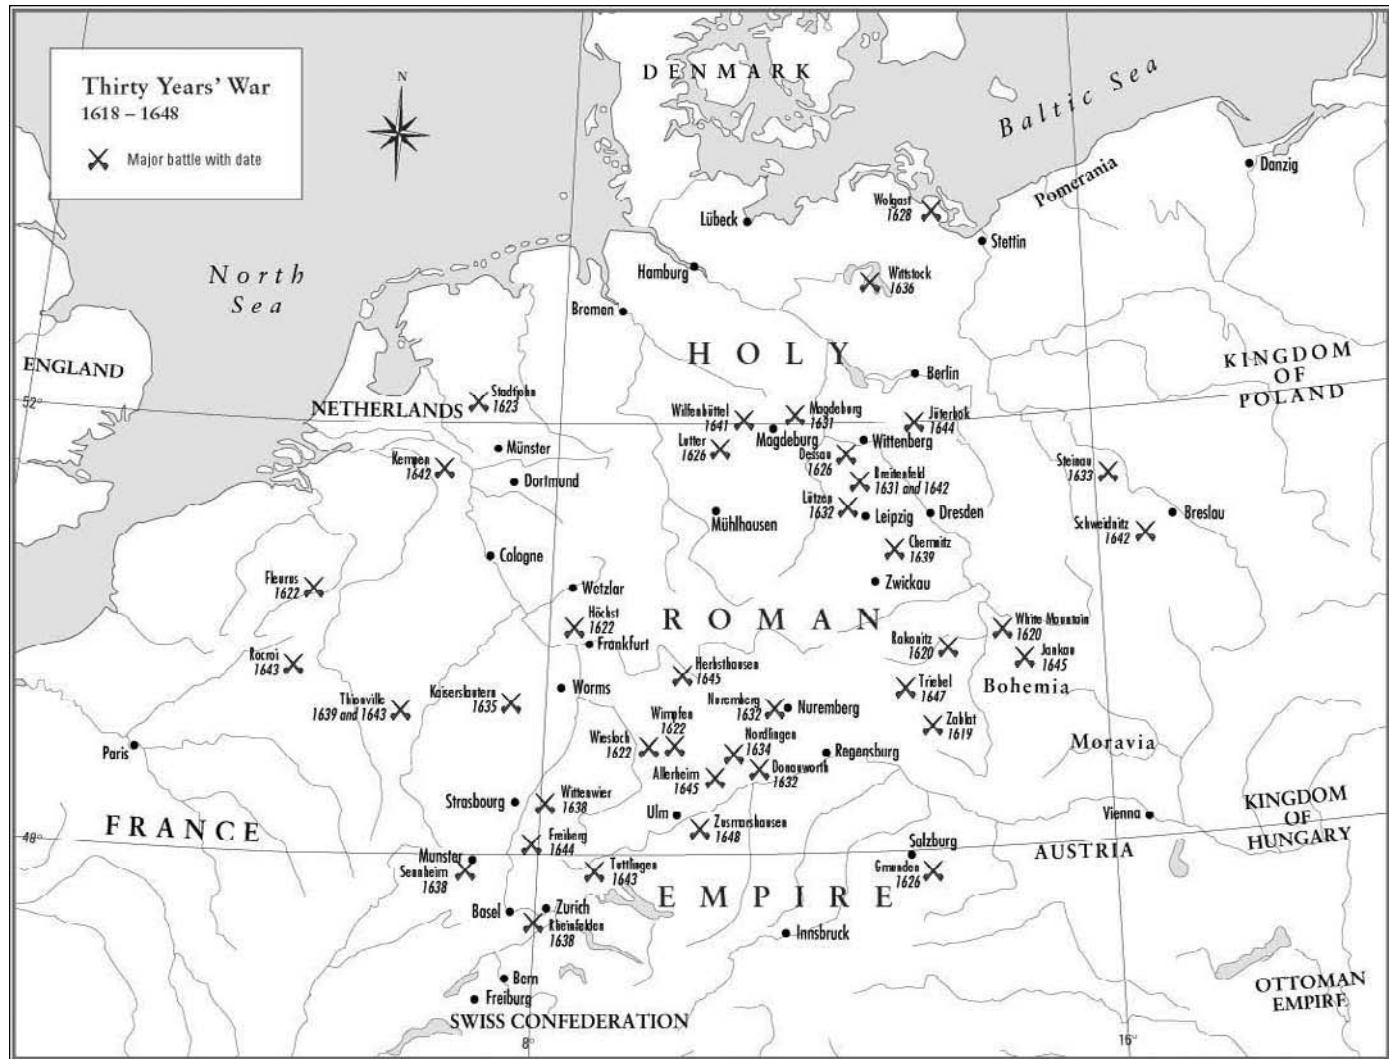 Thirty Years' War
1618 – 1648
Major battle with date
N
DENMARK
Baltic Sea
North
Sea
Danzig
Pomerania
Wolgast
1628
Lübeck
Stettin
Hamburg
Wittstock
1636
Bremen
HOLY
KINGDOM
OF
POLAND
ENGLAND
Berlin
52°
Stadtjohn
1623
NETHERLANDS
Wilfenbüttel
1641
Magdeburg
1631
Jüterbok
1644
Magdeburg
Lutter
1626
Wittenberg
Dessau
1626
Münster
Kempen
1642
Dortmund
Steinau
1633
Breitenfeld
1631 and 1642
Lützen
1632
Leipzig
Dresden
Mühlhausen
Breslau
Schweidnitz
1642
Cologne
Chemnitz
1639
Zwickau
Fleurus
1622
Wetzlar
Höchst
1622
ROMAN
White Mountain
1620
Frankfurt
Rakonitz
1620
Jankau
1645
Rocroi
1643
Herbsthausen
1645
Triebel
1647
Bohemia
Worms
Kaiserslautern
1635
Thionville
1639 and 1643
Nuremberg
1632
Nuremberg
Zablat
1619
Wimpfen
1622
Wiesloch
1622
Nordlingen
1634
Paris
Regensburg
Moravia
Donauworth
1632
Allerheim
1645
Strasbourg
Wittenwier
1638
Ulm
Vienna
KINGDOM
OF
HUNGARY
FRANCE
Zusmarshausen
1648
48°
Freiberg
1644
Salzburg
AUSTRIA
Munster
Sennheim
1638
Tuttlingen
1643
Gmunden
1626
EMPIRE
Basel
Zurich
Rheinfelden
1638
Innsbruck
Bern
Freiburg
OTTOMAN
EMPIRE
SWISS CONFEDERATION
8°
16°